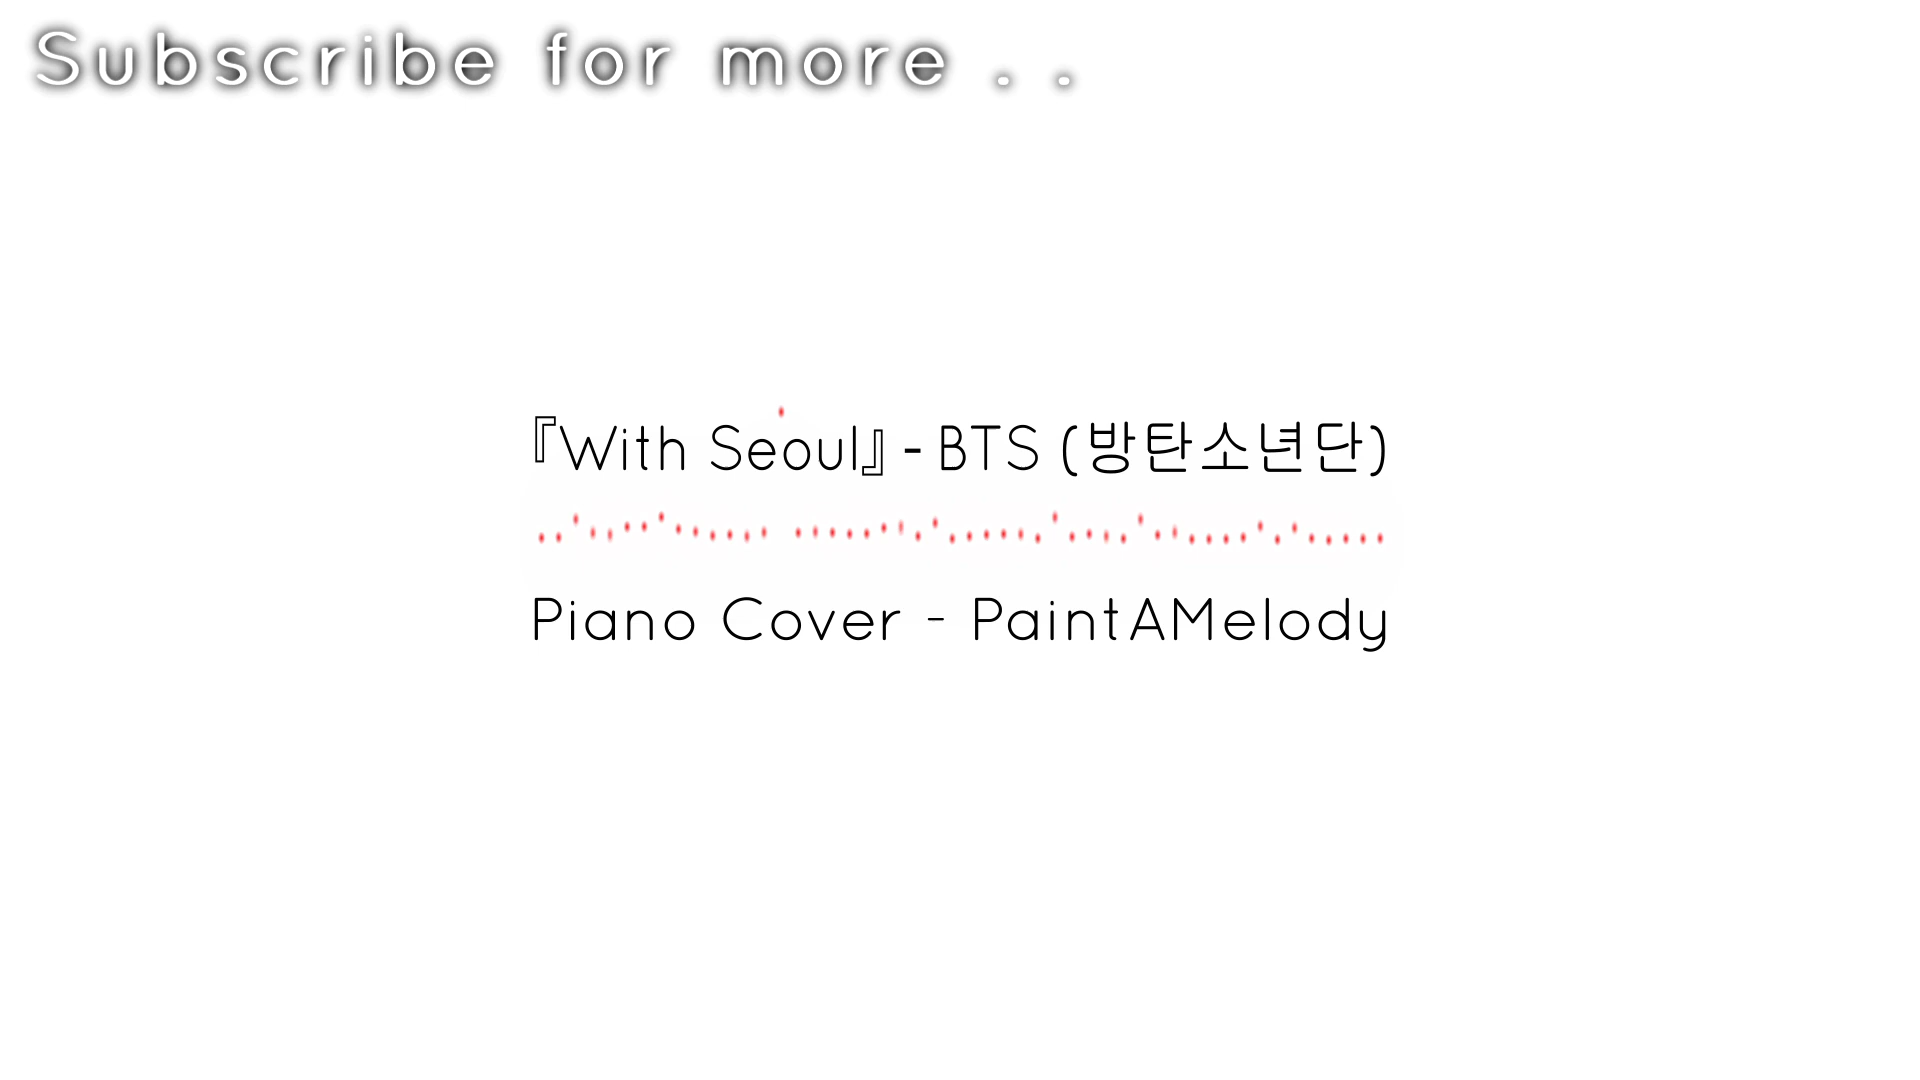 Subscribe for more . .
『With Seoul』 - BTS (방탄소년단)
Piano Cover - PaintAMelody